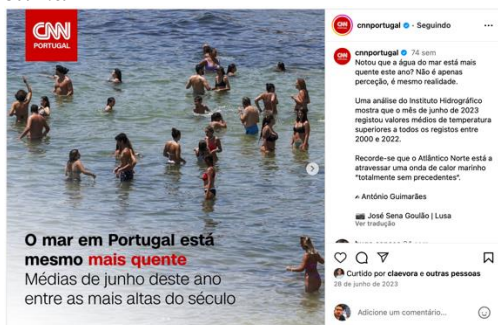 CNN
PORTUGAL
O mar em Portugal está
mesmo mais quente
Médias de junho deste ano
entre as mais altas do século
CNN
cnnportugal • Seguindo
cnnportugal 74 sem
Notou que a água do mar está mais
quente este ano? Não é apenas
perceção, é mesmo realidade.
Uma análise do Instituto Hidrográfico
mostra que o mês de junho de 2023
registou valores médios de temperatura
superiores a todos os registos entre
2000 e 2022.
Recorde-se que o Atlântico Norte está a
atravessar uma onda de calor marinho
"totalmente sem precedentes".
António Guimarães
José Sena Goulão | Lusa
Ver tradução
Curtido por claevora e outras pessoas
28 de junho de 2023
Adicione um comentário...